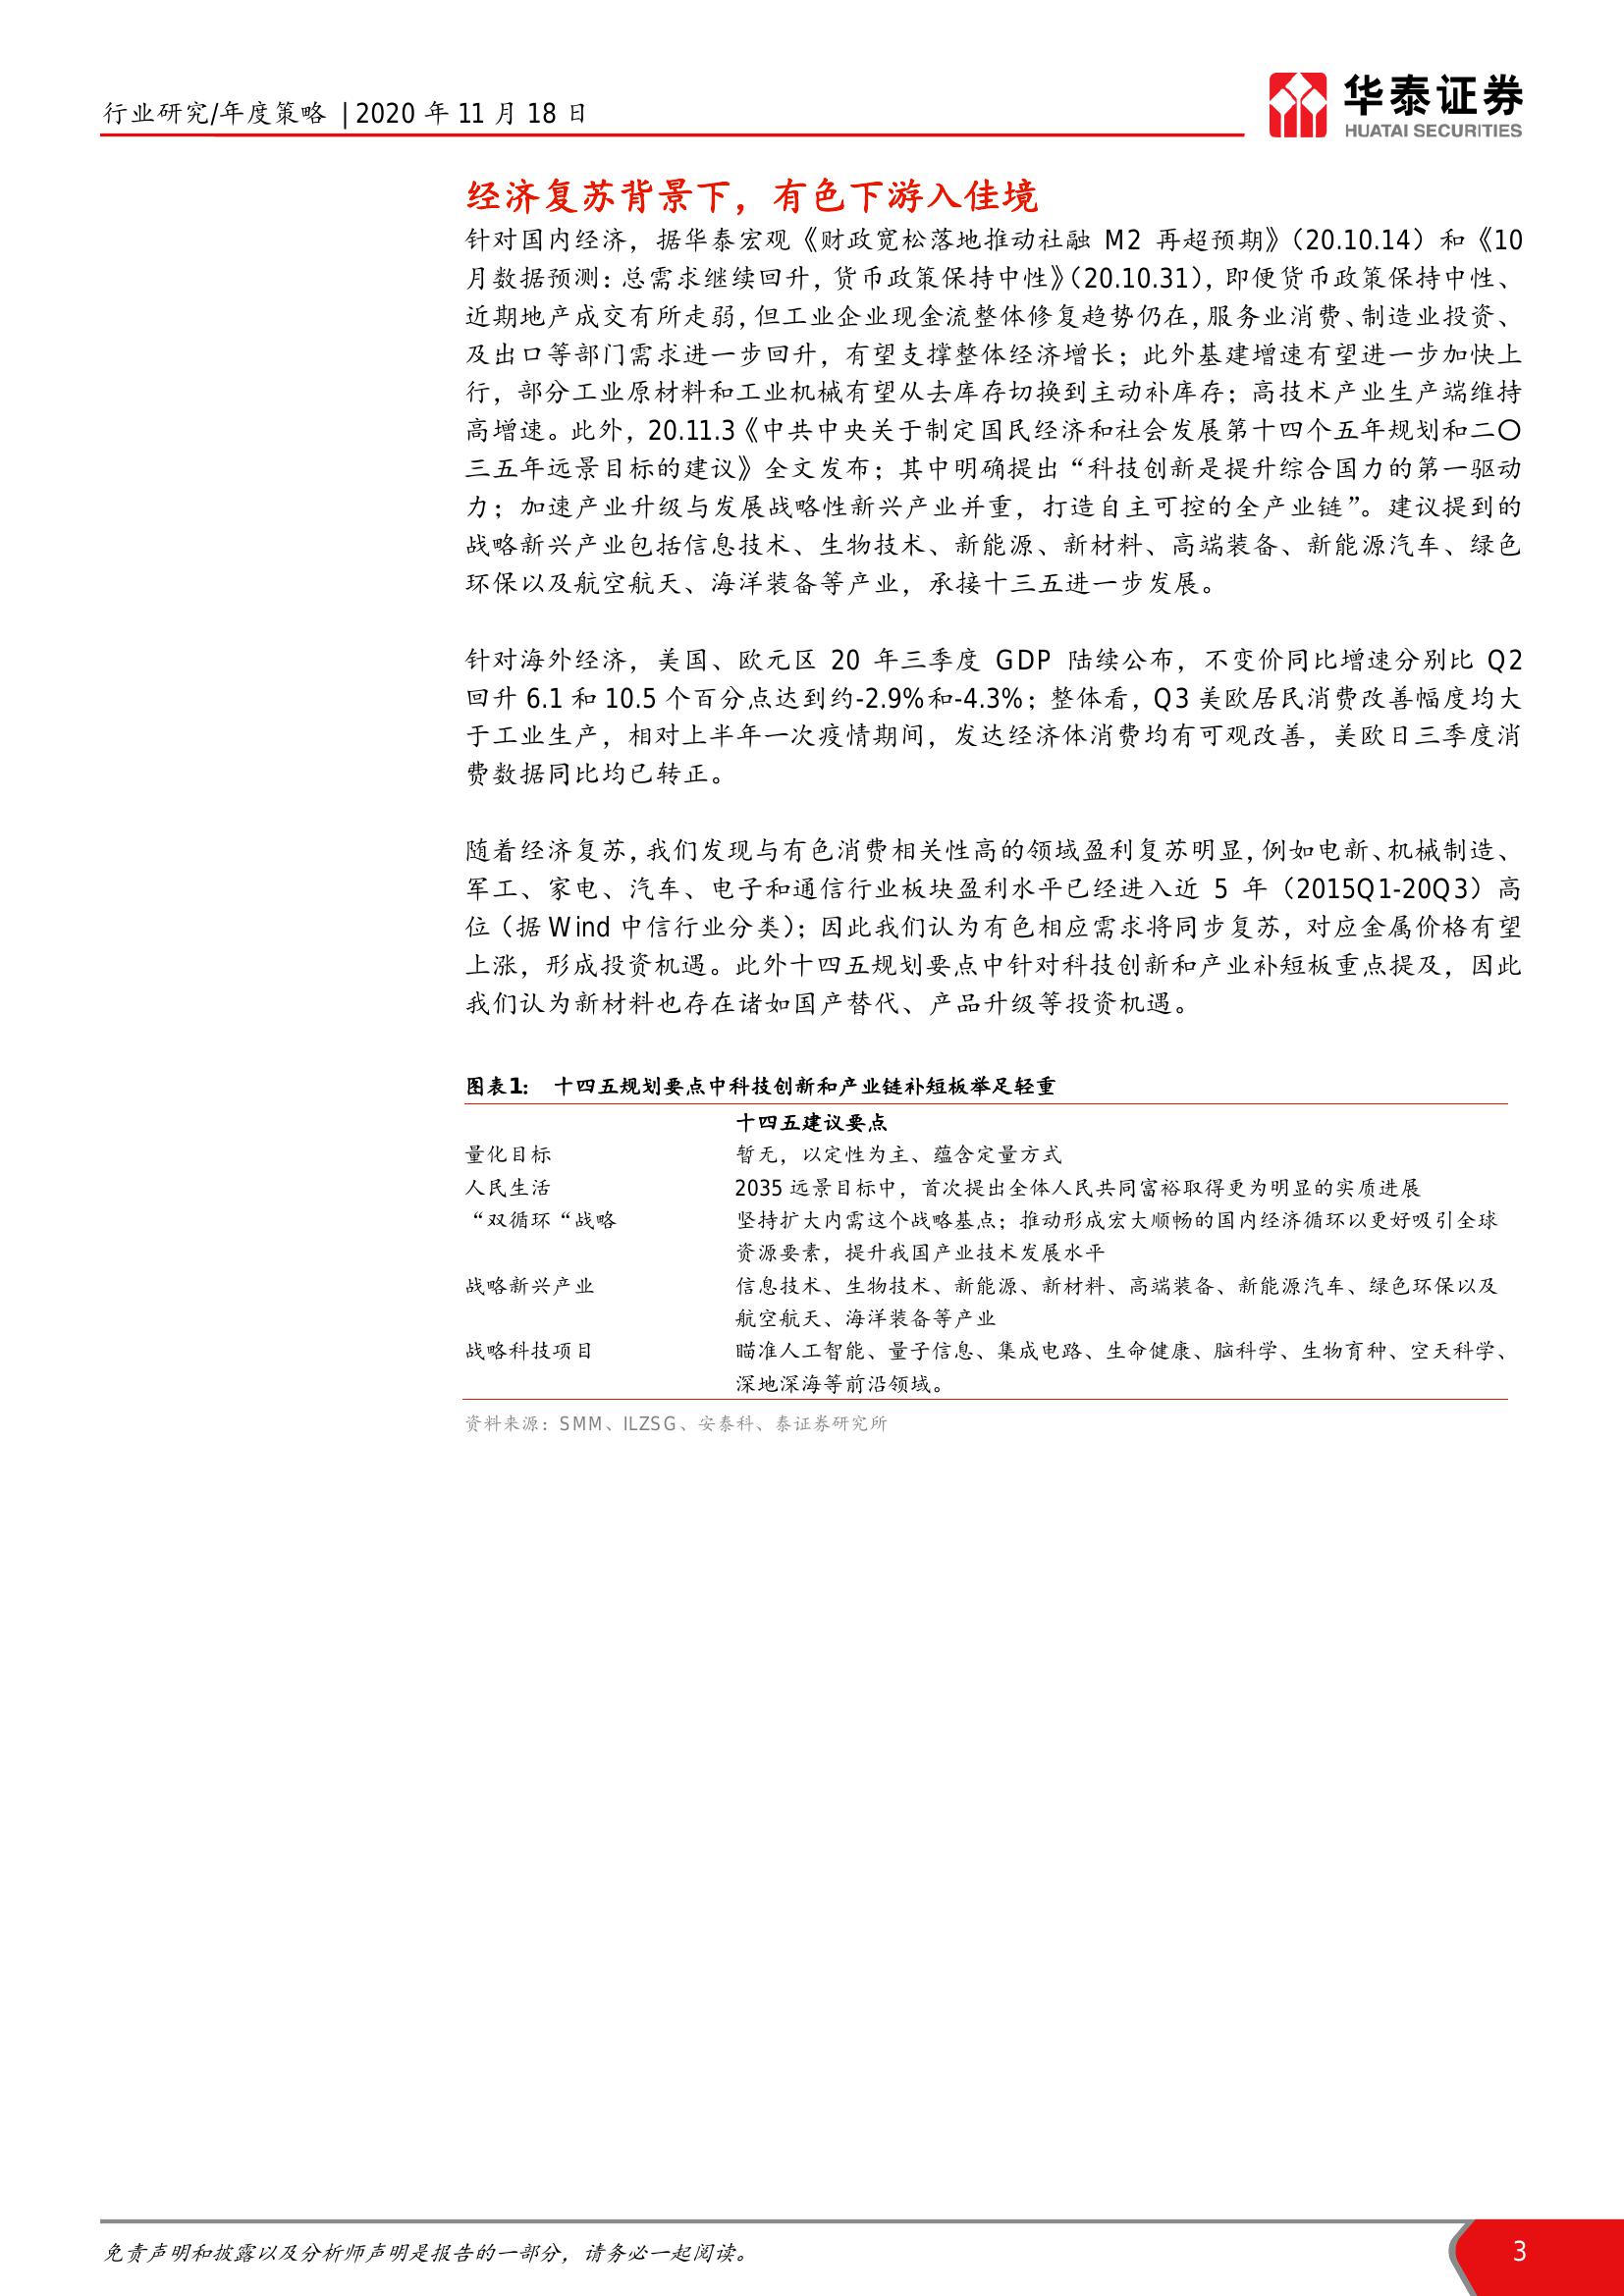 行业研究/年度策略 | 2020 年 11 月 18 日
华泰证券
HUATAI SECURITIES
经济复苏背景下，有色下游入佳境
针对国内经济，据华泰宏观《财政宽松落地推动社融 M2 再超预期》（20.10.14）和《10
月数据预测：总需求继续回升，货币政策保持中性》（20.10.31），即便货币政策保持中性、
近期地产成交有所走弱，但工业企业现金流整体修复趋势仍在，服务业消费、制造业投资、
及出口等部门需求进一步回升，有望支撑整体经济增长；此外基建增速有望进一步加快上
行，部分工业原材料和工业机械有望从去库存切换到主动补库存；高技术产业生产端维持
高增速。此外，20.11.3《中共中央关于制定国民经济和社会发展第十四个五年规划和二〇
三五年远景目标的建议》全文发布；其中明确提出“科技创新是提升综合国力的第一驱动
力；加速产业升级与发展战略性新兴产业并重，打造自主可控的全产业链”。建议提到的
战略新兴产业包括信息技术、生物技术、新能源、新材料、高端装备、新能源汽车、绿色
环保以及航空航天、海洋装备等产业，承接十三五进一步发展。
针对海外经济，美国、欧元区 20 年三季度 GDP 陆续公布，不变价同比增速分别比 Q2
回升 6.1 和 10.5 个百分点达到约-2.9%和-4.3%；整体看，Q3 美欧居民消费改善幅度均大
于工业生产，相对上半年一次疫情期间，发达经济体消费均有可观改善，美欧日三季度消
费数据同比均已转正。
随着经济复苏，我们发现与有色消费相关性高的领域盈利复苏明显，例如电新、机械制造、
军工、家电、汽车、电子和通信行业板块盈利水平已经进入近 5 年（2015Q1-20Q3）高
位（据 Wind 中信行业分类）；因此我们认为有色相应需求将同步复苏，对应金属价格有望
上涨，形成投资机遇。此外十四五规划要点中针对科技创新和产业补短板重点提及，因此
我们认为新材料也存在诸如国产替代、产品升级等投资机遇。
图表1： 十四五规划要点中科技创新和产业链补短板举足轻重
十四五建议要点
量化目标 暂无，以定性为主、蕴含定量方式
人民生活 2035 远景目标中，首次提出全体人民共同富裕取得更为明显的实质进展
“双循环“战略 坚持扩大内需这个战略基点；推动形成宏大顺畅的国内经济循环以更好吸引全球
资源要素，提升我国产业技术发展水平
战略新兴产业 信息技术、生物技术、新能源、新材料、高端装备、新能源汽车、绿色环保以及
航空航天、海洋装备等产业
战略科技项目 瞄准人工智能、量子信息、集成电路、生命健康、脑科学、生物育种、空天科学、
深地深海等前沿领域。
资料来源：SMM、ILZSG、安泰科、泰证券研究所
免责声明和披露以及分析师声明是报告的一部分，请务必一起阅读。
3